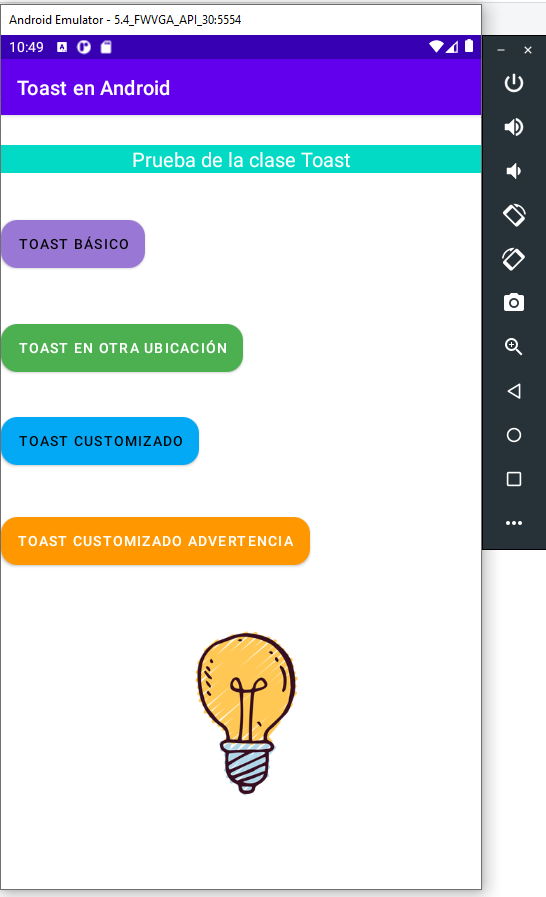 Android Emulator - 5.4_FWVGA_API_30:5554
10:49 A
Toast en Android
Prueba de la clase Toast
TOAST BÁSICO
TOAST EN OTRA UBICACIÓN
TOAST CUSTOMIZADO
TOAST CUSTOMIZADO ADVERTENCIA